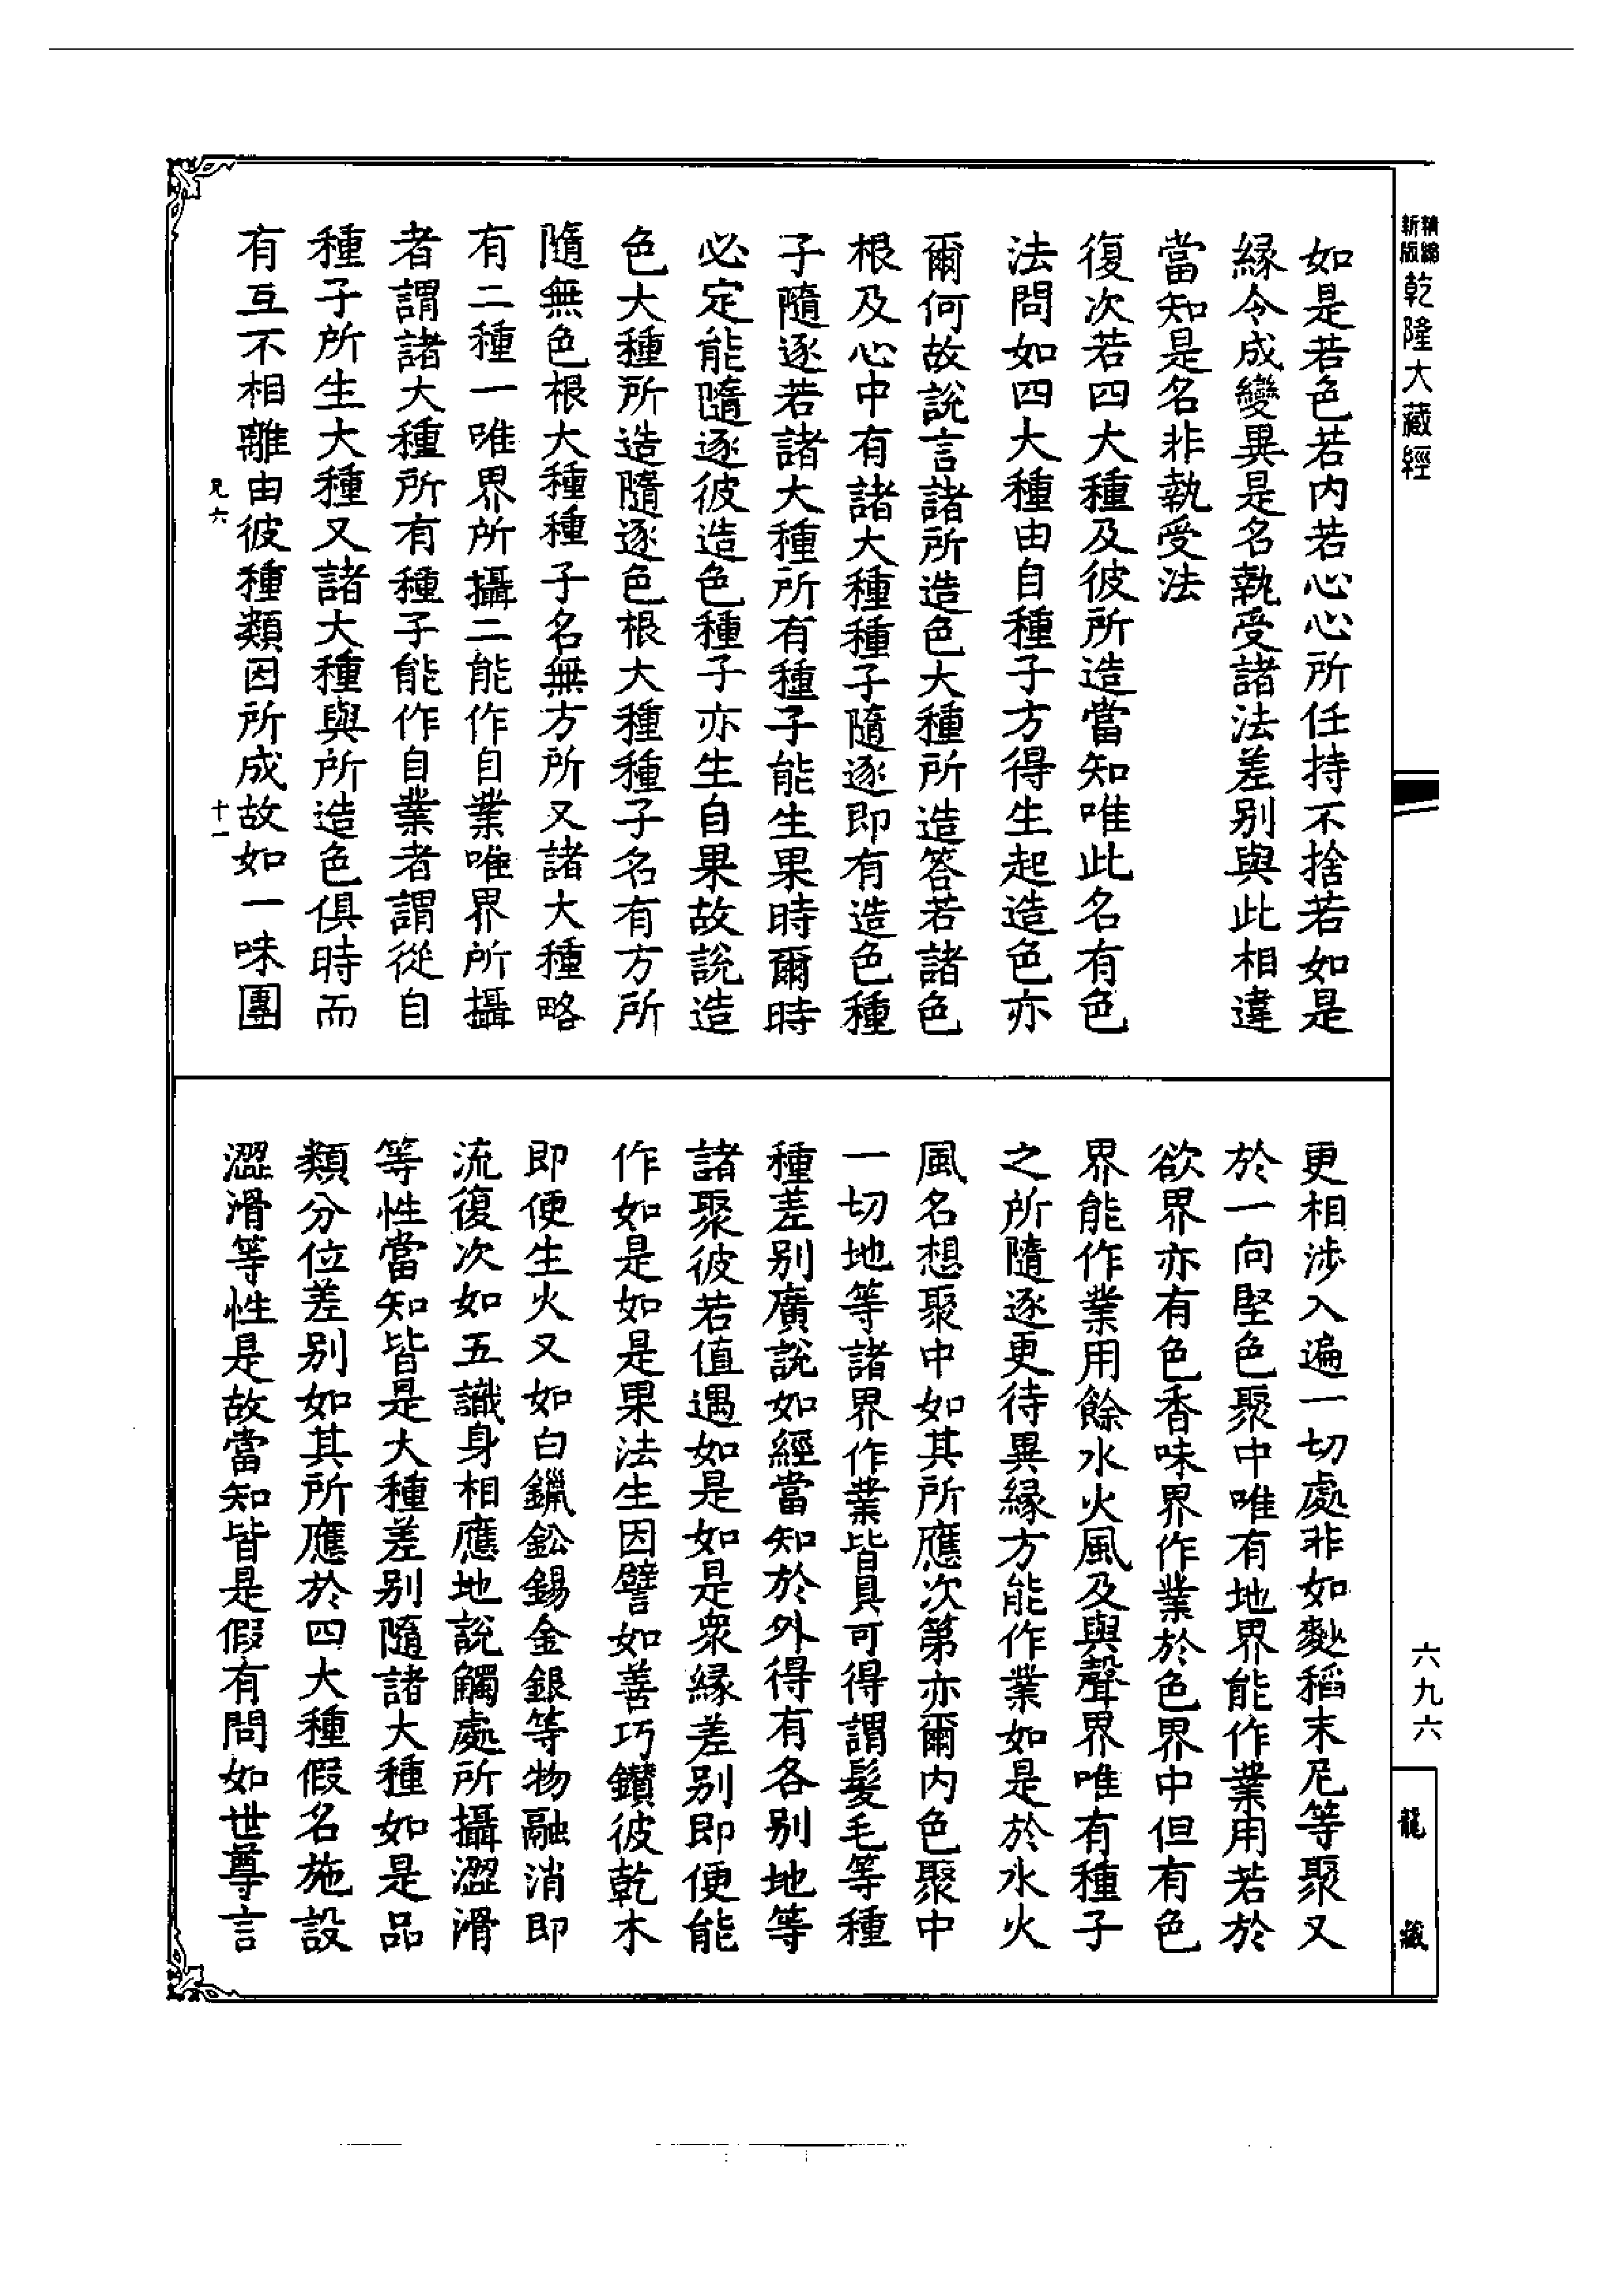 精編
新版
乾隆大藏經
如是若色若内若心心所任持不捨若如是
縁令成變異是名執受諸法差别與此相違
當知是名非執受法
復次若四大種及彼所造當知唯此名有色
法問如四大種由自種子方得生起造色亦
爾何故説言諸所造色大種所造答若諸色
根及心中有諸大種種子隨逐即有造色種
子隨逐若諸大種所有種子能生果時爾時
必定能隨逐彼造色種子亦生自果故説造
色大種所造隨逐色根大種種子名有方所
隨無色根大種種子名無方所又諸大種略
有二種一唯界所攝二能作自業唯界所攝
者謂諸大種所有種子能作自業者謂從自
種子所生大種又諸大種與所造色俱時而
有互不相離由彼種類因所成故如一味團
兄六
十一
更相涉入遍一切處非如麨稻末尼等聚又
於一向堅色聚中唯有地界能作業用若於
欲界亦有色香味界作業於色界中但有色
界能作業用餘水火風及與聲界唯有種子
之所隨逐更待異縁方能作業如是於水火
風名想聚中如其所應次第亦爾内色聚中
一切地等諸界作業皆具可得謂髮毛等種
種差别廣説如經當知於外得有各别地等
諸聚彼若值遇如是如是衆縁差别即便能
作如是如是果法生因譬如善巧鑚彼乾木
即便生火又如白鑞鈆錫金銀等物融消即
流復次如五識身相應地説觸處所攝澀滑
等性當知皆是大種差别隨諸大種如是品
類分位差别如其所應於四大種假名施設
澀滑等性是故當知皆是假有問如世尊言
六九六
龍藏